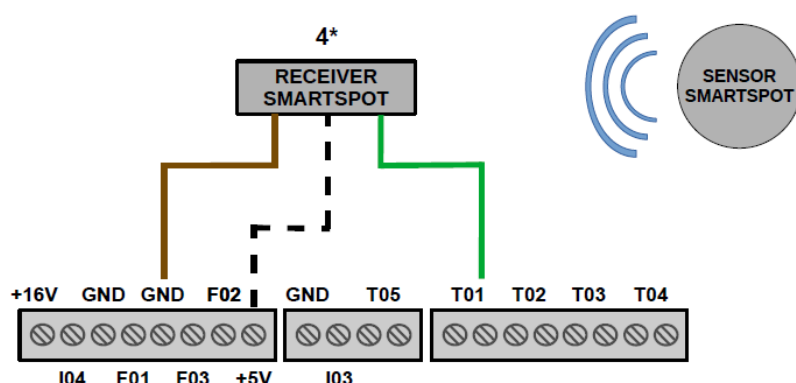 4*
RECEIVER
SMARTSPOT
SENSOR
SMARTSPOT
+16V GND GND F02 GND T05 T01 T02 T03 T04
I04 F01 F03 +5V I03